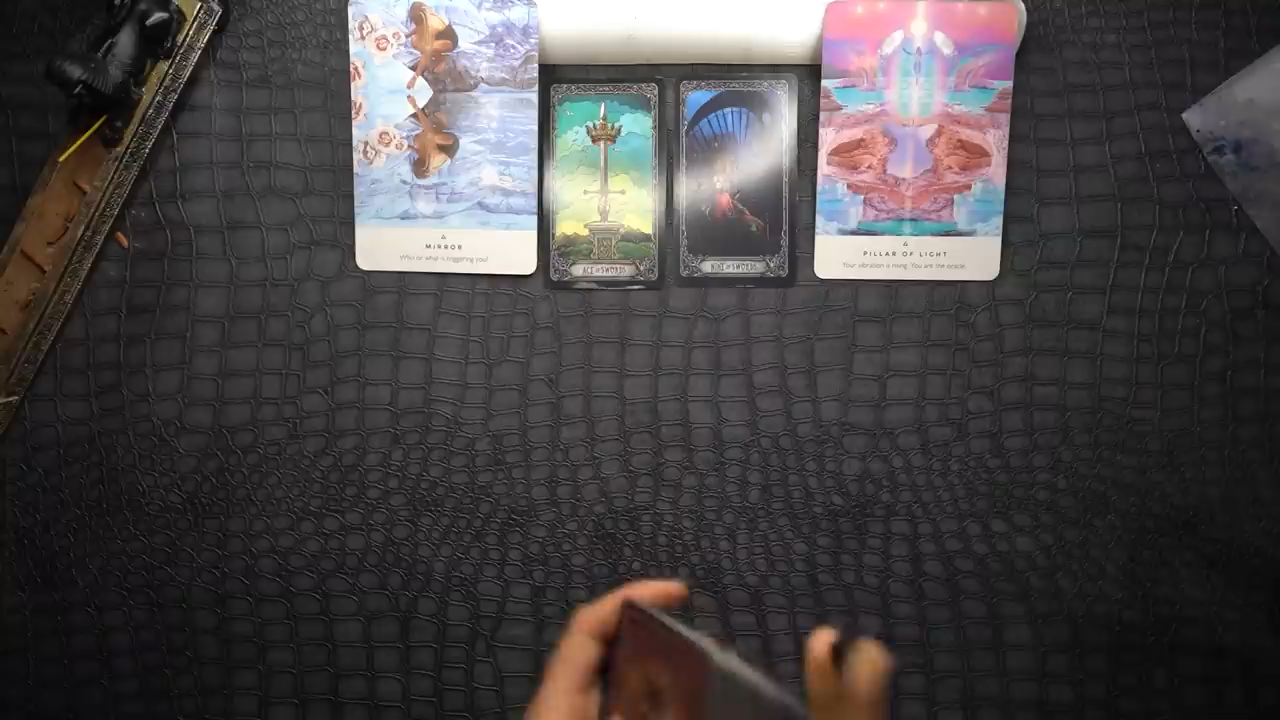 MIRROR
Who or what is triggering you?
ACE OF SWORDS
NINE OF SWORDS
PILLAR OF LIGHT
Your vibration is rising. You are the oracle.